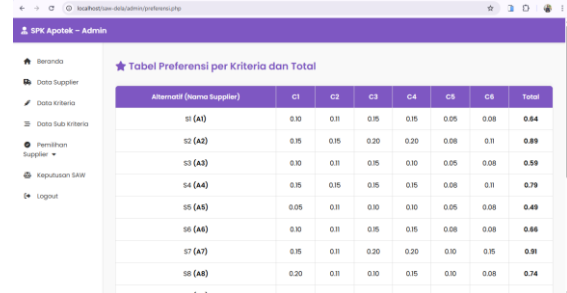 localhost/saw-dela/admin/preferensi.php
SPK Apotek - Admin
Beranda
Data Supplier
Data Kriteria
Data Sub Kriteria
Pemilihan
Supplier
Keputusan SAW
Logout
Tabel Preferensi per Kriteria dan Total
Alternatif (Nama Supplier) C1 C2 C3 C4 C5 C6 Total
S1 (A1) 0.10 0.11 0.15 0.15 0.05 0.08 0.64
S2 (A2) 0.15 0.15 0.20 0.20 0.08 0.11 0.89
S3 (A3) 0.10 0.11 0.15 0.10 0.05 0.08 0.59
S4 (A4) 0.15 0.15 0.15 0.15 0.08 0.11 0.79
S5 (A5) 0.05 0.11 0.10 0.10 0.05 0.08 0.49
S6 (A6) 0.10 0.11 0.15 0.15 0.08 0.08 0.66
S7 (A7) 0.15 0.11 0.20 0.20 0.10 0.15 0.91
S8 (A8) 0.20 0.11 0.10 0.15 0.10 0.08 0.74